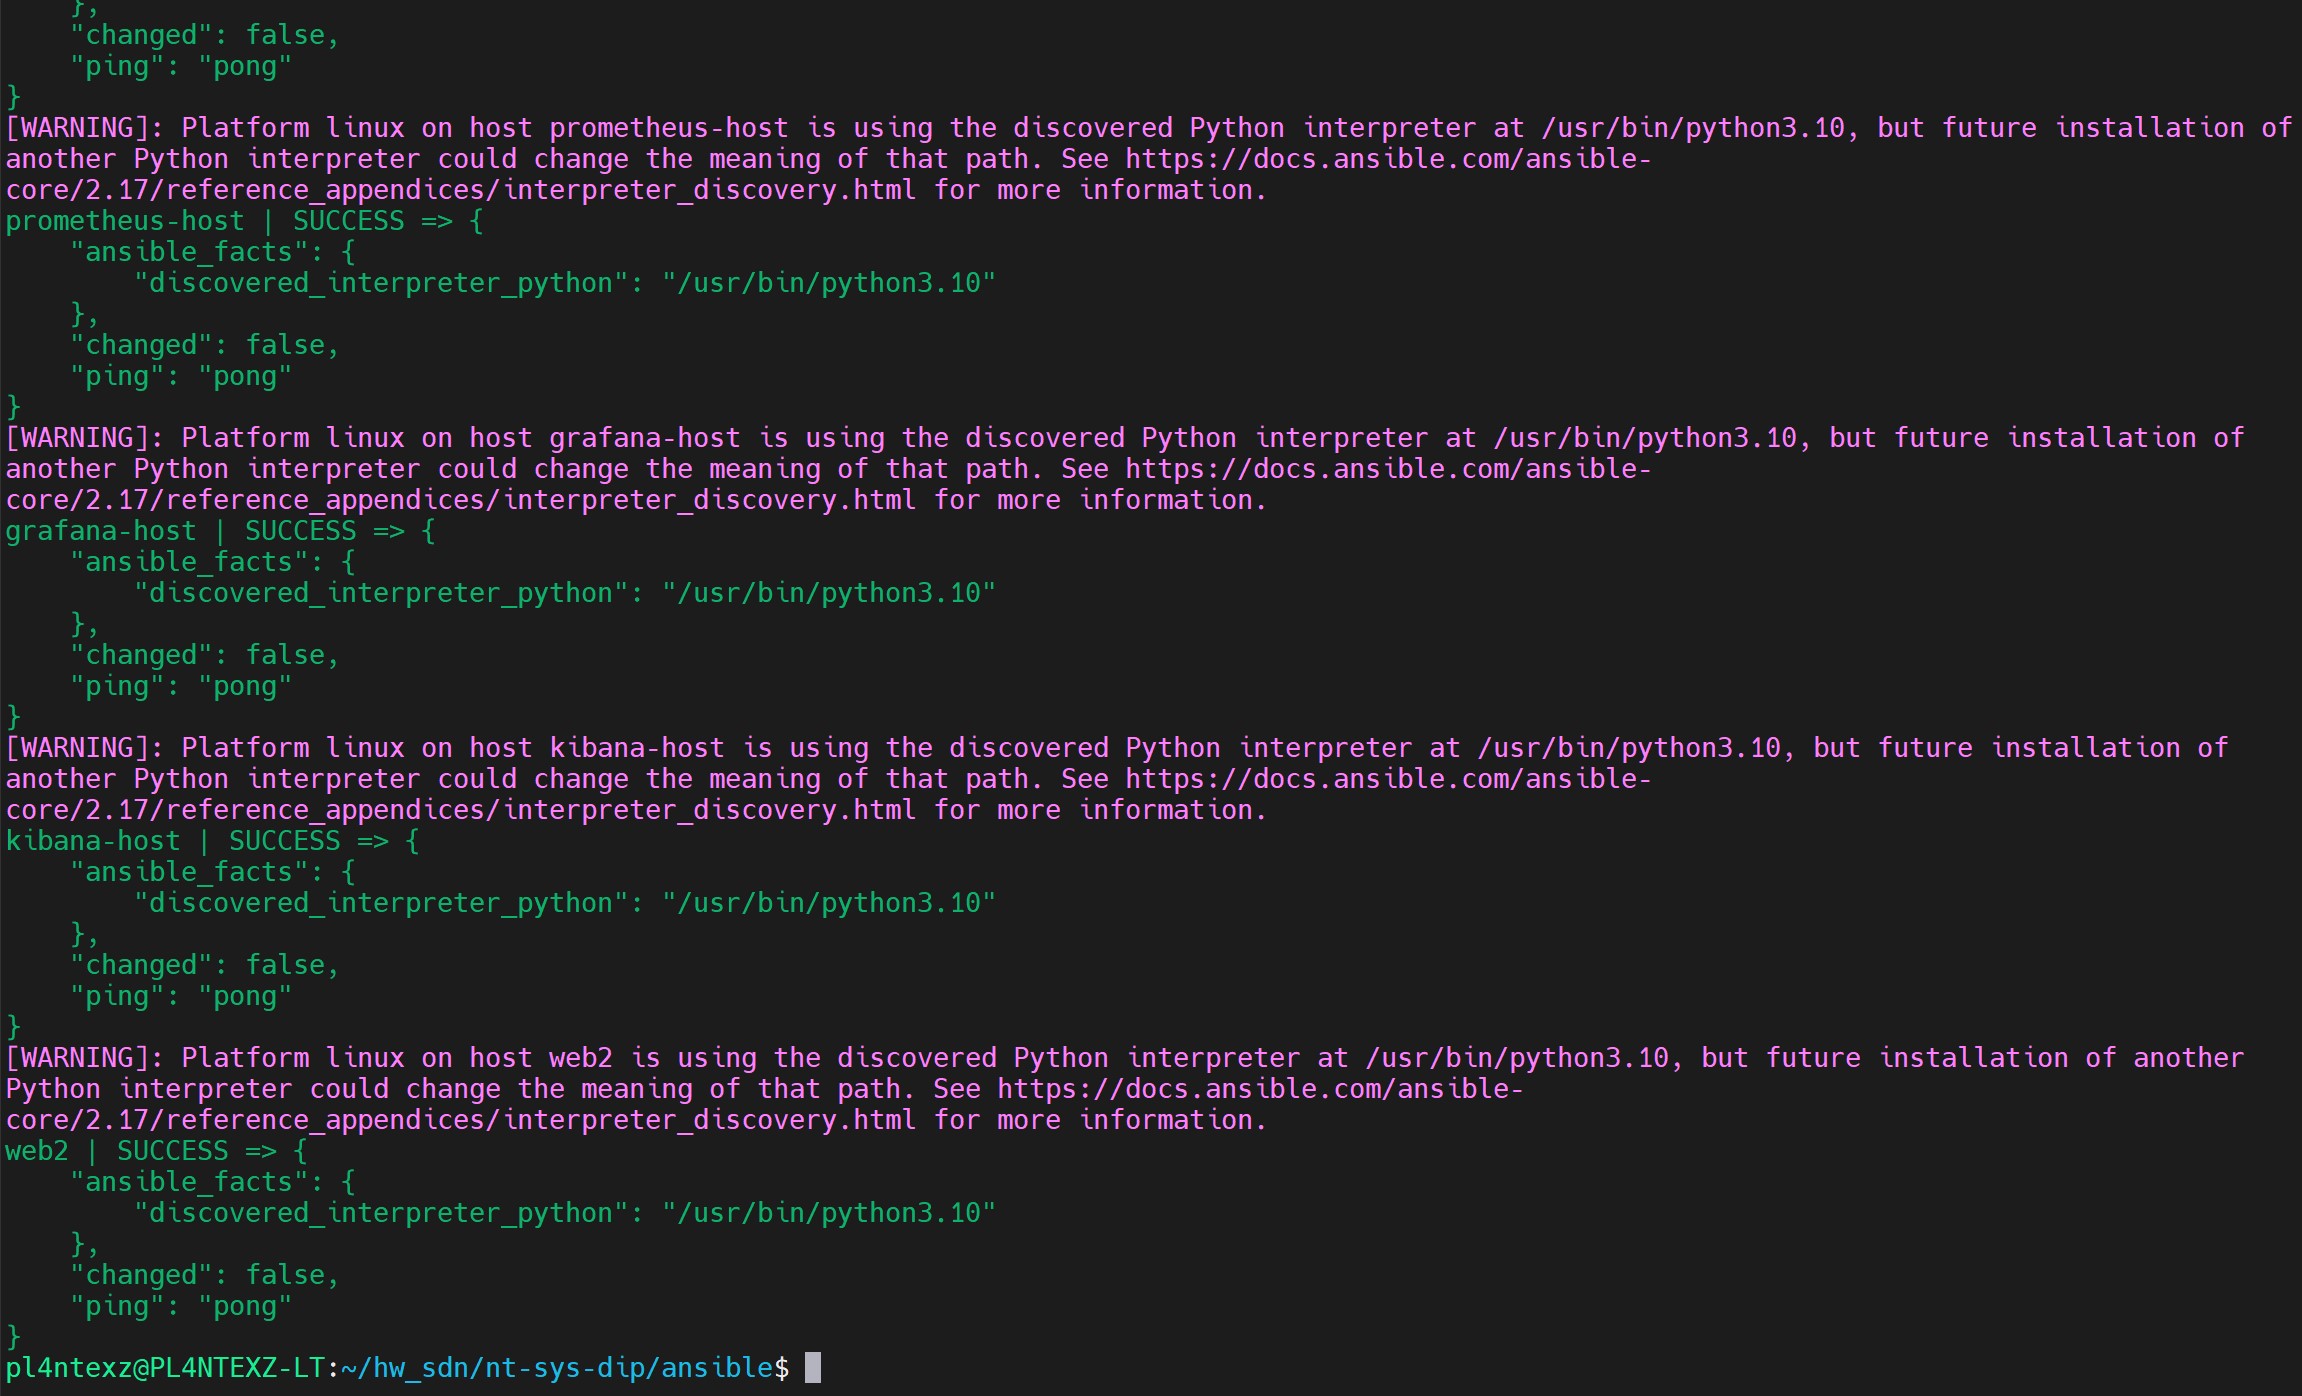 },
    "changed": false,
    "ping": "pong"
}
[WARNING]: Platform linux on host prometheus-host is using the discovered Python interpreter at /usr/bin/python3.10, but future installation of
another Python interpreter could change the meaning of that path. See https://docs.ansible.com/ansible-
core/2.17/reference_appendices/interpreter_discovery.html for more information.
prometheus-host | SUCCESS => {
    "ansible_facts": {
        "discovered_interpreter_python": "/usr/bin/python3.10"
    },
    "changed": false,
    "ping": "pong"
}
[WARNING]: Platform linux on host grafana-host is using the discovered Python interpreter at /usr/bin/python3.10, but future installation of
another Python interpreter could change the meaning of that path. See https://docs.ansible.com/ansible-
core/2.17/reference_appendices/interpreter_discovery.html for more information.
grafana-host | SUCCESS => {
    "ansible_facts": {
        "discovered_interpreter_python": "/usr/bin/python3.10"
    },
    "changed": false,
    "ping": "pong"
}
[WARNING]: Platform linux on host kibana-host is using the discovered Python interpreter at /usr/bin/python3.10, but future installation of
another Python interpreter could change the meaning of that path. See https://docs.ansible.com/ansible-
core/2.17/reference_appendices/interpreter_discovery.html for more information.
kibana-host | SUCCESS => {
    "ansible_facts": {
        "discovered_interpreter_python": "/usr/bin/python3.10"
    },
    "changed": false,
    "ping": "pong"
}
[WARNING]: Platform linux on host web2 is using the discovered Python interpreter at /usr/bin/python3.10, but future installation of another
Python interpreter could change the meaning of that path. See https://docs.ansible.com/ansible-
core/2.17/reference_appendices/interpreter_discovery.html for more information.
web2 | SUCCESS => {
    "ansible_facts": {
        "discovered_interpreter_python": "/usr/bin/python3.10"
    },
    "changed": false,
    "ping": "pong"
}
pl4ntexz@PL4NTEXZ-LT:~/hw_sdn/nt-sys-dip/ansible$